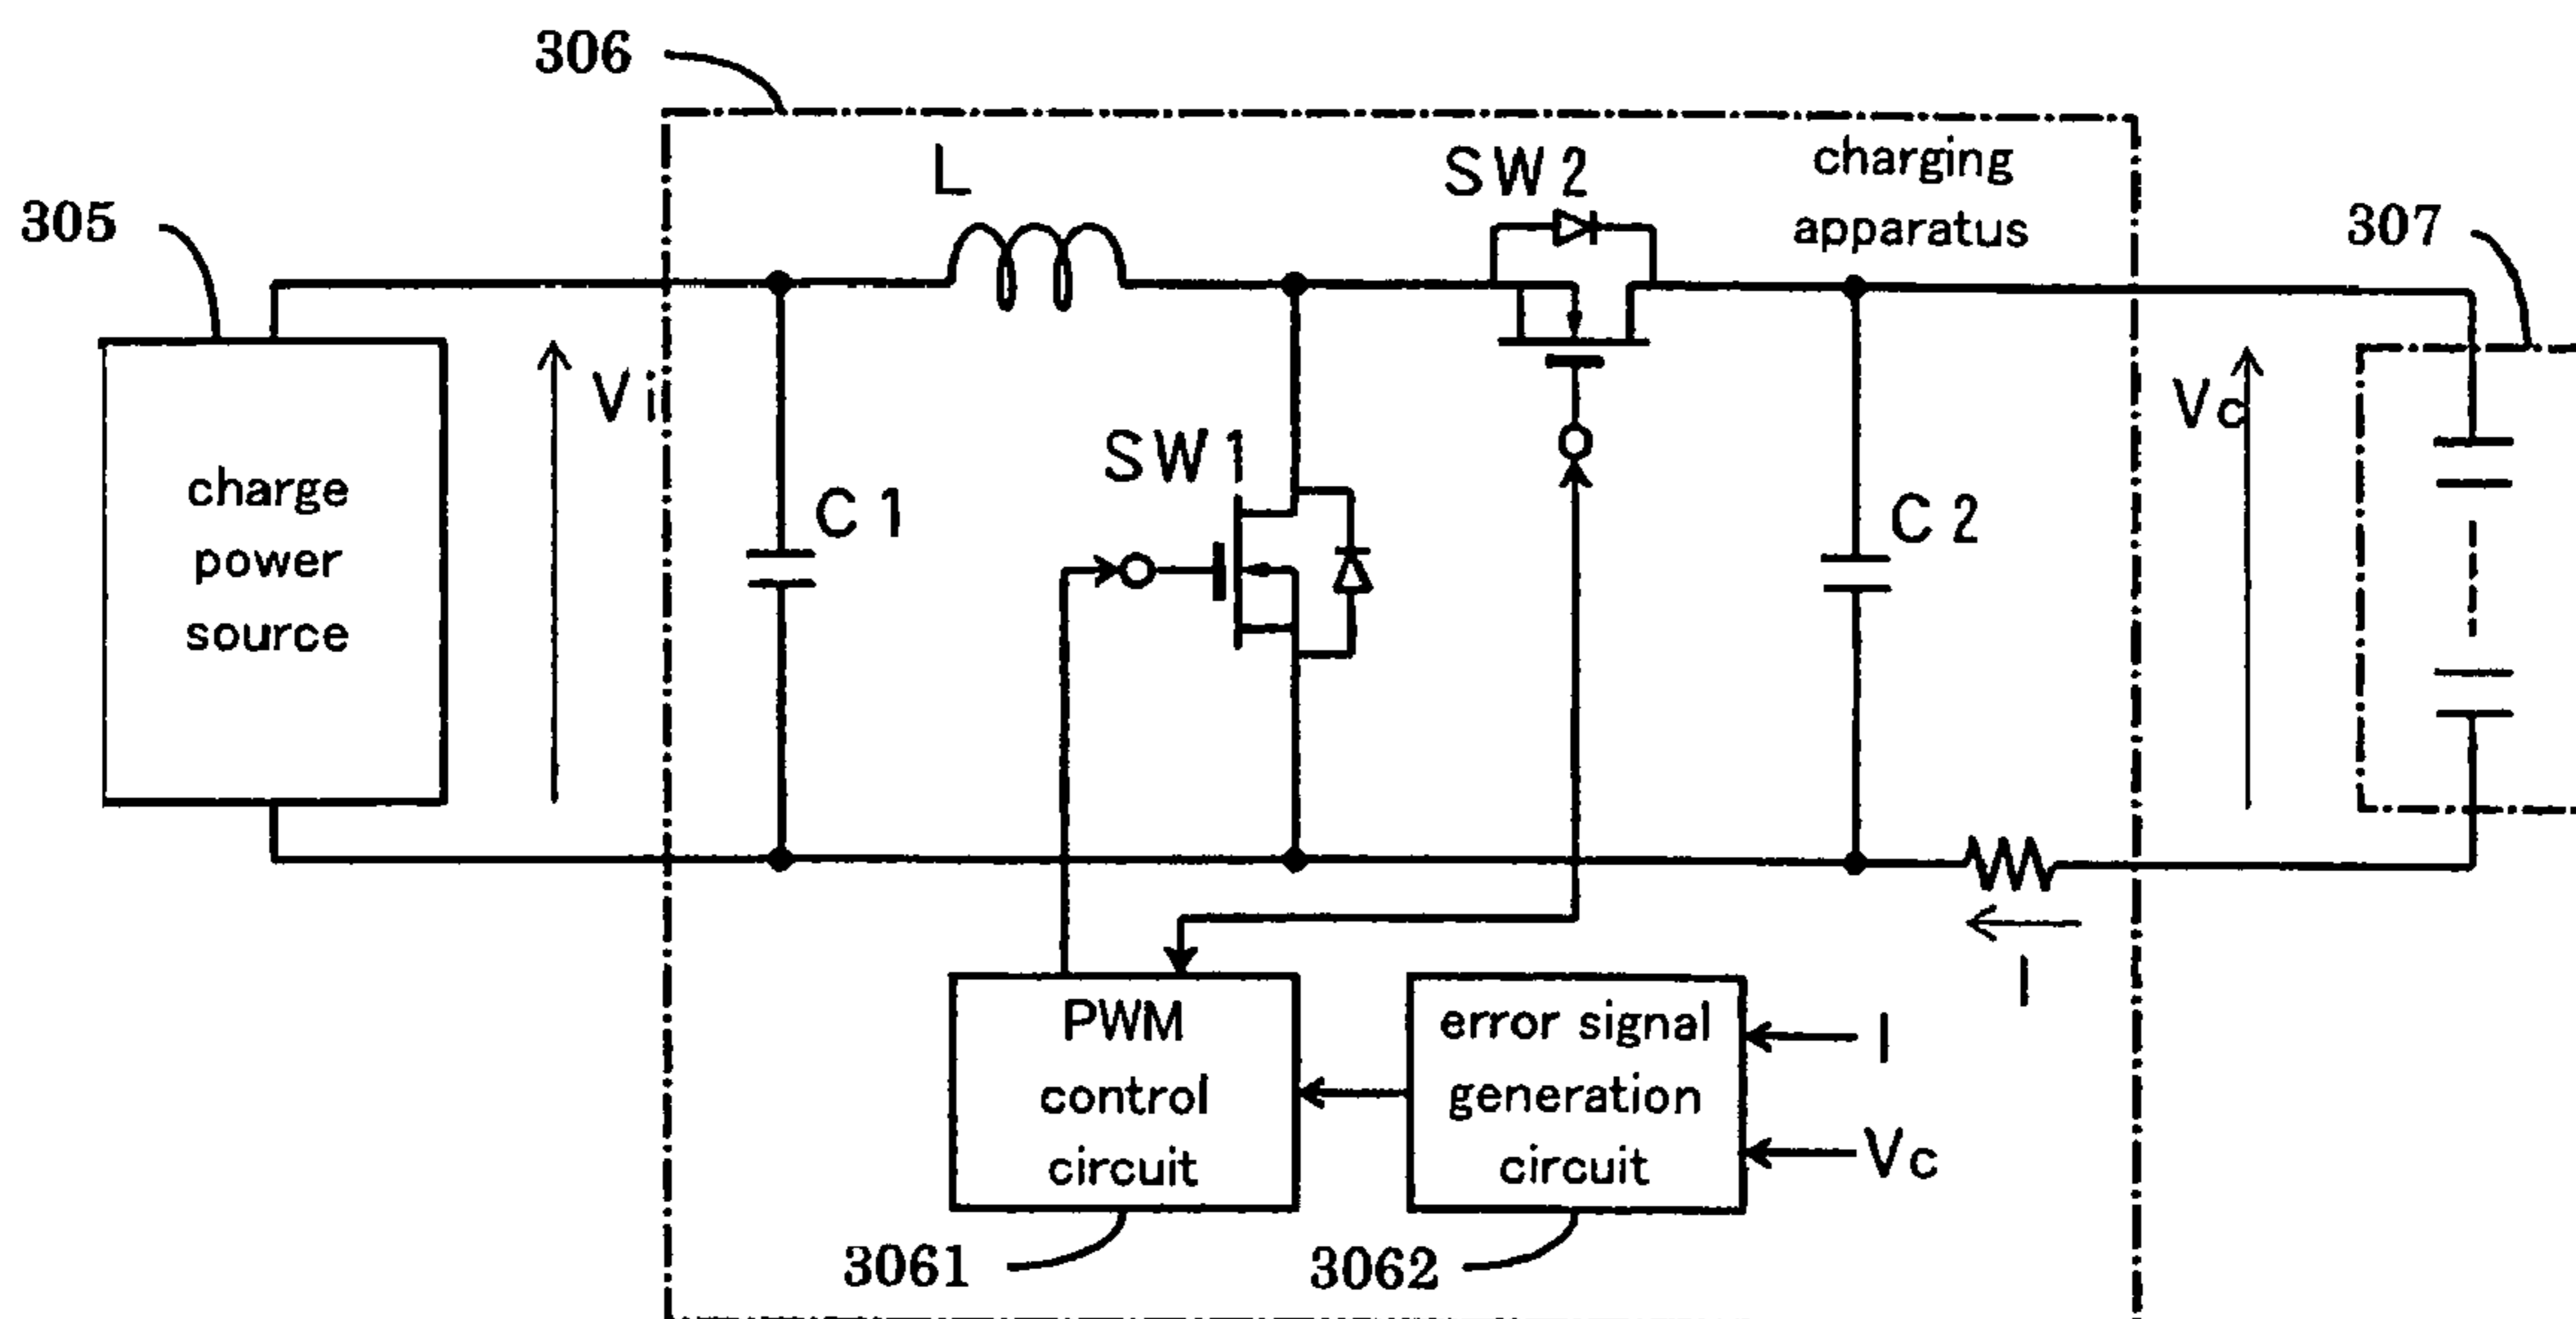 306
305
L
SW2
charging
apparatus
307
Vi
Vc
charge
power
source
C1
SW1
C2
I
PWM
control
circuit
error signal
generation
circuit
I
Vc
3061
3062